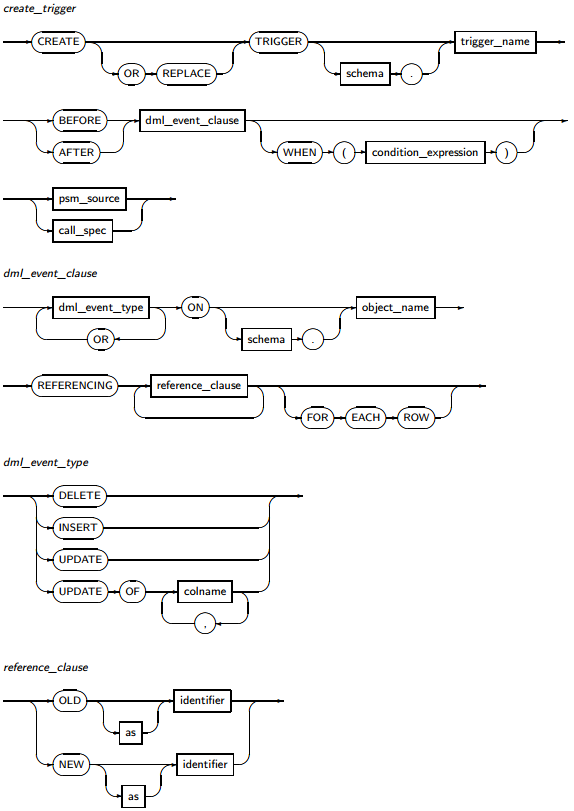 create_trigger
CREATE TRIGGER trigger_name
OR REPLACE schema .
BEFORE dml_event_clause
AFTER WHEN ( condition_expression )
psm_source
call_spec
dml_event_clause
dml_event_type ON object_name
OR schema .
REFERENCING reference_clause
FOR EACH ROW
dml_event_type
DELETE
INSERT
UPDATE
UPDATE OF colname
,
reference_clause
OLD identifier
as
NEW identifier
as